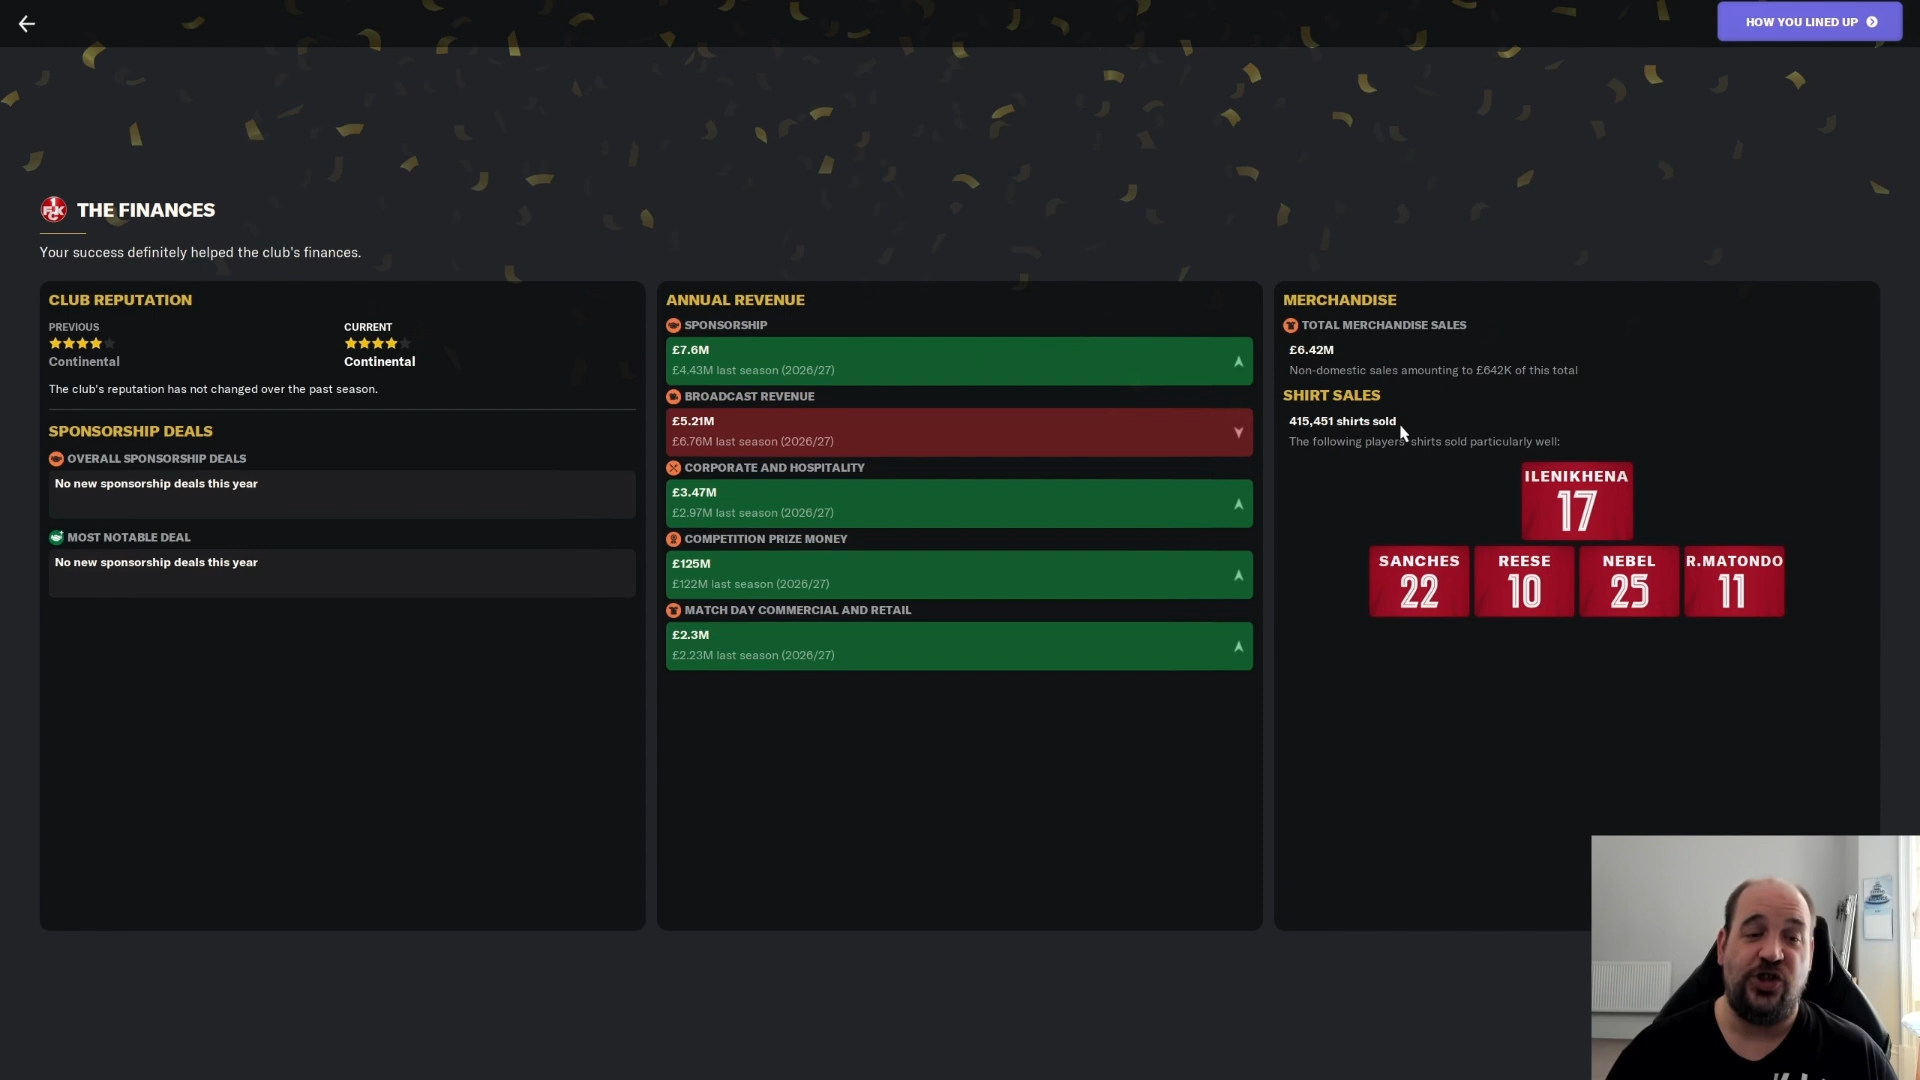 HOW YOU LINED UP
THE FINANCES
Your success definitely helped the club's finances.
CLUB REPUTATION
PREVIOUS
CURRENT
Continental
Continental
The club's reputation has not changed over the past season.
SPONSORSHIP DEALS
OVERALL SPONSORSHIP DEALS
No new sponsorship deals this year
MOST NOTABLE DEAL
No new sponsorship deals this year
ANNUAL REVENUE
SPONSORSHIP
£7.6M
£4.43M last season (2026/27)
BROADCAST REVENUE
£5.21M
£6.76M last season (2026/27)
CORPORATE AND HOSPITALITY
£3.47M
£2.97M last season (2026/27)
COMPETITION PRIZE MONEY
£125M
£122M last season (2026/27)
MATCH DAY COMMERCIAL AND RETAIL
£2.3M
£2.23M last season (2026/27)
MERCHANDISE
TOTAL MERCHANDISE SALES
£6.42M
Non-domestic sales amounting to £642K of this total
SHIRT SALES
415,451 shirts sold
The following players' shirts sold particularly well:
ILENIKHENA
17
SANCHES
22
REESE
10
NEBEL
25
R.MATONDO
11